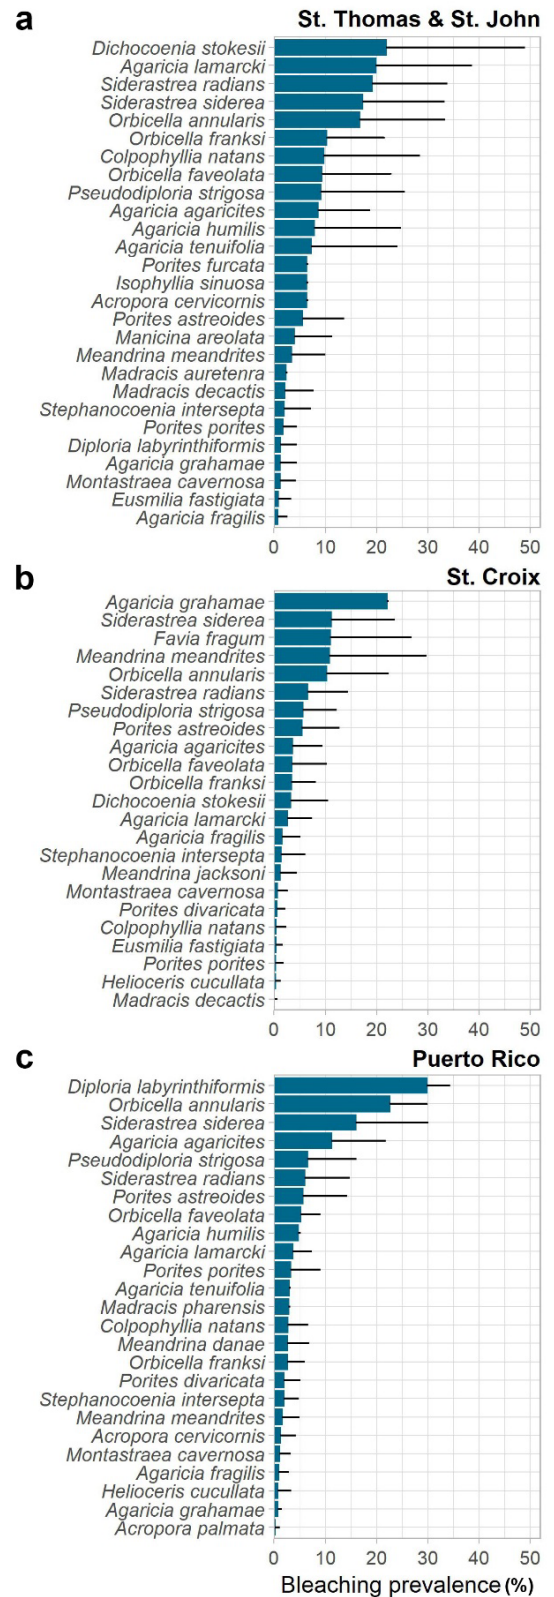 a St. Thomas & St. John
Dichocoenia stokesii
Agaricia lamarcki
Siderastrea radians
Siderastrea siderea
Orbicella annularis
Orbicella franksi
Colpophyllia natans
Orbicella faveolata
Pseudodiploria strigosa
Agaricia agaricites
Agaricia humilis
Agaricia tenuifolia
Porites furcata
Isophyllia sinuosa
Acropora cervicornis
Porites astreoides
Manicina areolata
Meandrina meandrites
Madracis auretenra
Madracis decactis
Stephanocoenia intersepta
Porites porites
Diploria labyrinthiformis
Agaricia grahamae
Montastraea cavernosa
Eusmilia fastigiata
Agaricia fragilis
0 10 20 30 40 50
b St. Croix
Agaricia grahamae
Siderastrea siderea
Favia fragum
Meandrina meandrites
Orbicella annularis
Siderastrea radians
Pseudodiploria strigosa
Porites astreoides
Agaricia agaricites
Orbicella faveolata
Orbicella franksi
Dichocoenia stokesii
Agaricia lamarcki
Agaricia fragilis
Stephanocoenia intersepta
Meandrina jacksoni
Montastraea cavernosa
Porites divaricata
Colpophyllia natans
Eusmilia fastigiata
Porites porites
Helioceris cucullata
Madracis decactis
0 10 20 30 40 50
c Puerto Rico
Diploria labyrinthiformis
Orbicella annularis
Siderastrea siderea
Agaricia agaricites
Pseudodiploria strigosa
Siderastrea radians
Porites astreoides
Orbicella faveolata
Agaricia humilis
Agaricia lamarcki
Porites porites
Agaricia tenuifolia
Madracis pharensis
Colpophyllia natans
Meandrina danae
Orbicella franksi
Porites divaricata
Stephanocoenia intersepta
Meandrina meandrites
Acropora cervicornis
Montastraea cavernosa
Agaricia fragilis
Helioceris cucullata
Agaricia grahamae
Acropora palmata
0 10 20 30 40 50
Bleaching prevalence (%)